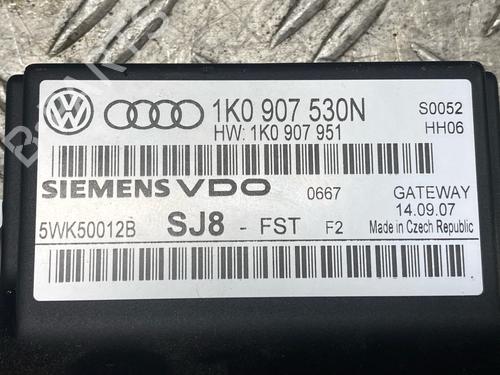 1K0 907 530N S0052
HW: 1K0 907 951 HH06
SIEMENS VDO 0667 GATEWAY
14.09.07
5WK50012B SJ8 - FST F2 Made in Czech Republic